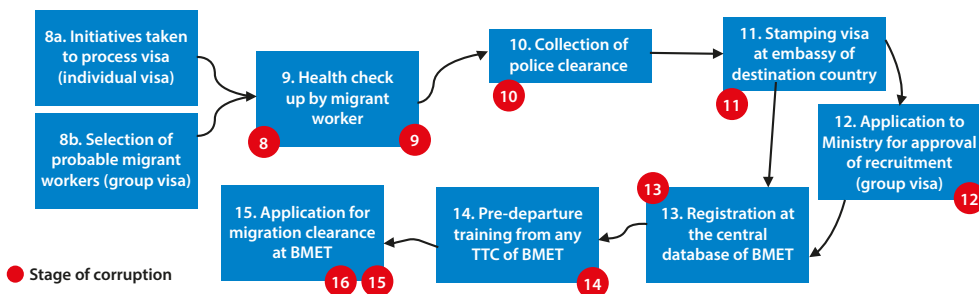 8a. Initiatives taken
to process visa
(individual visa)
8b. Selection of
probable migrant
workers (group visa)
9. Health check
up by migrant
worker
8
9
10. Collection of
police clearance
10
11. Stamping visa
at embassy of
destination country
11
12. Application to
Ministry for approval
of recruitment
(group visa)
12
13
13. Registration at
the central
database of BMET
14. Pre-departure
training from any
TTC of BMET
14
15. Application for
migration clearance
at BMET
16
15
Stage of corruption